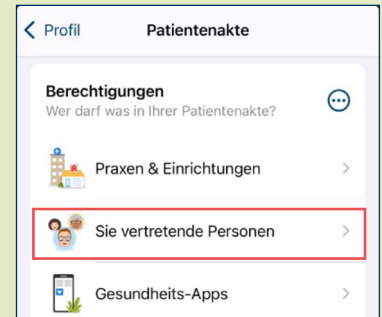 Profil Patientenakte
Berechtigungen
Wer darf was in Ihrer Patientenakte?
Praxen & Einrichtungen
Sie vertretende Personen
Gesundheits-Apps